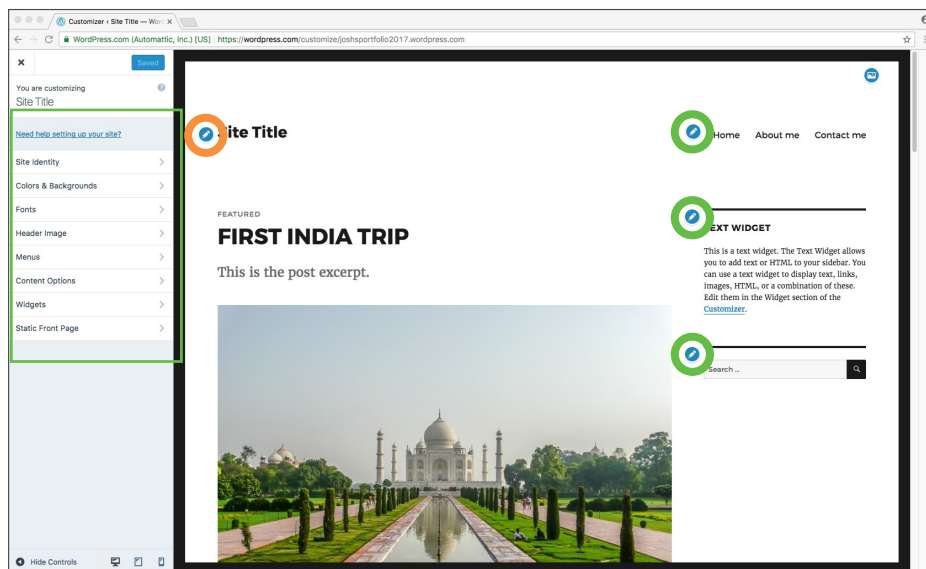 Customizer ‹ Site Title — Word
WordPress.com (Automattic, Inc.) [US] https://wordpress.com/customize/joshsportfolio2017.wordpress.com
Saved
You are customizing
Site Title
Need help setting up your site?
Site Identity
Colors & Backgrounds
Fonts
Header Image
Menus
Content Options
Widgets
Static Front Page
Hide Controls
Site Title
Home About me Contact me
FEATURED
FIRST INDIA TRIP
This is the post excerpt.
TEXT WIDGET
This is a text widget. The Text Widget allows
you to add text or HTML to your sidebar. You
can use a text widget to display text, links,
images, HTML, or a combination of these.
Edit them in the Widget section of the
Customizer.
Search …